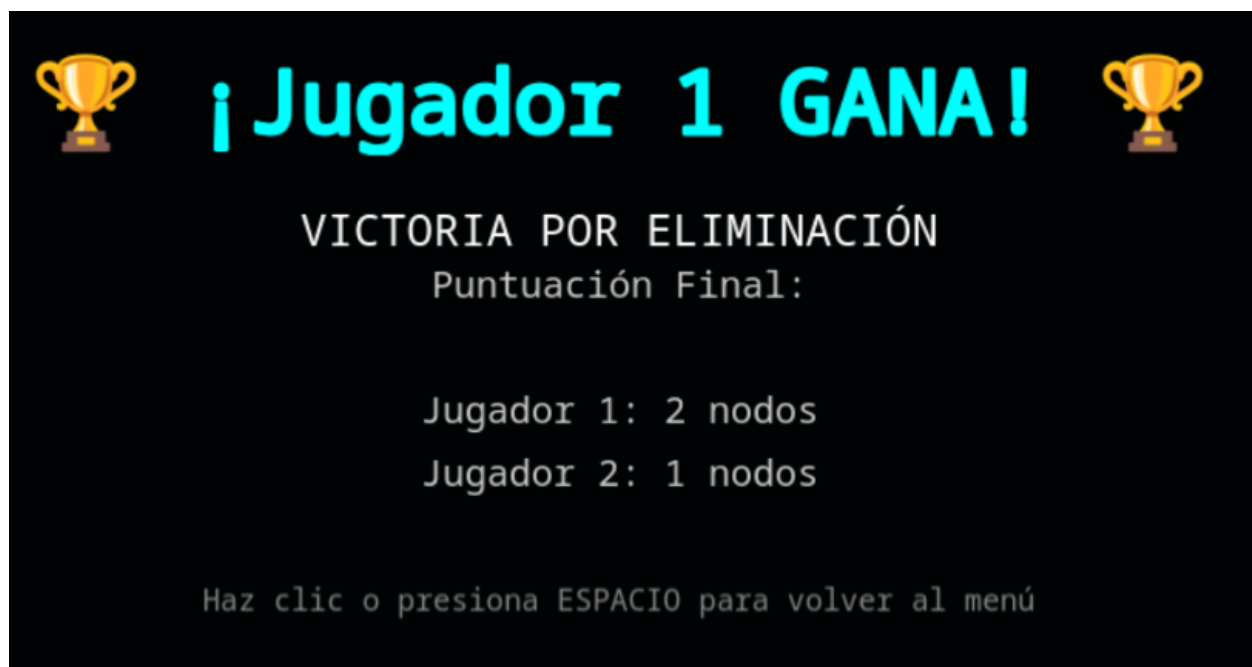 ¡Jugador 1 GANA!
VICTORIA POR ELIMINACIÓN
Puntuación Final:
Jugador 1: 2 nodos
Jugador 2: 1 nodos
Haz clic o presiona ESPACIO para volver al menú